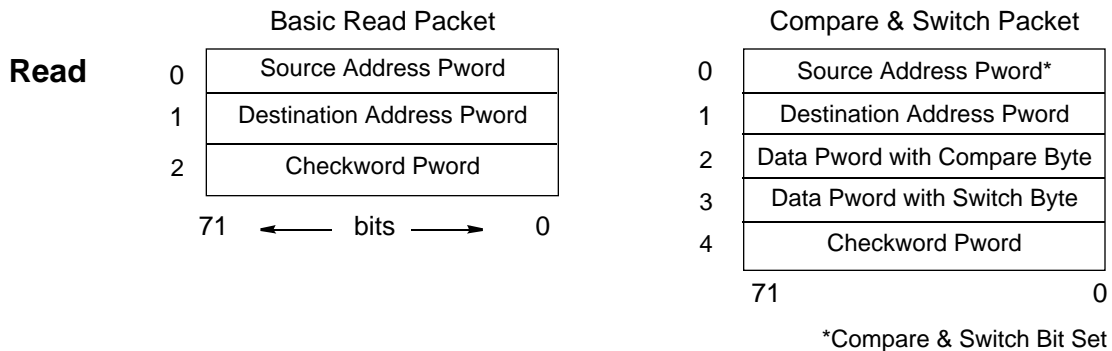 Basic Read Packet
Read
0 Source Address Pword
1 Destination Address Pword
2 Checkword Pword
71 bits 0
Compare & Switch Packet
0 Source Address Pword*
1 Destination Address Pword
2 Data Pword with Compare Byte
3 Data Pword with Switch Byte
4 Checkword Pword
71 0
*Compare & Switch Bit Set